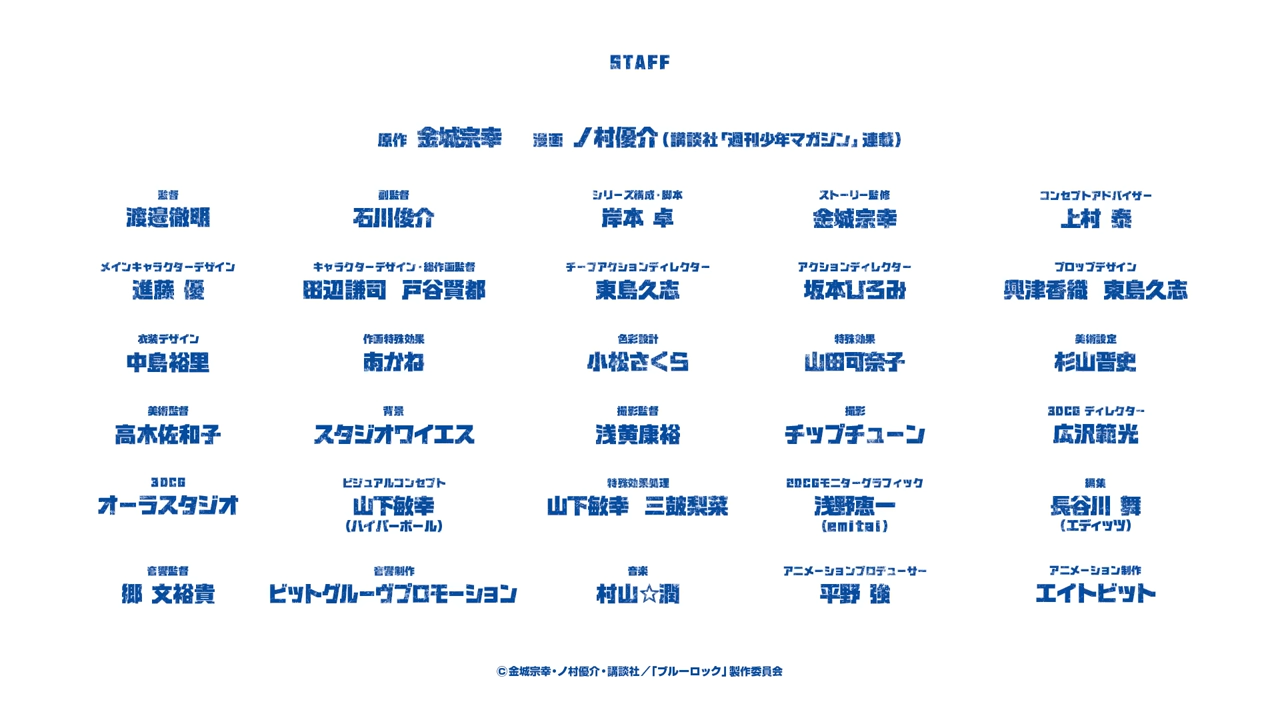 STAFF
原作 金城宗幸 漫画 ノ村優介(講談社「週刊少年マガジン」連載)
監督 副監督 シリーズ構成・脚本 ストーリー監修 コンセプトアドバイザー
渡邉徹明 石川俊介 岸本 卓 金城宗幸 上村 泰
メインキャラクターデザイン キャラクターデザイン・総作画監督 チーフアクションディレクター アクションディレクター プロップデザイン
進藤 優 田辺謙司 戸谷賢都 東島久志 坂本ひろみ 興津香織 東島久志
衣装デザイン 作画特殊効果 色彩設計 特殊効果 美術設定
中島裕里 南かね 小松さくら 山田可奈子 杉山晋史
美術監督 背景 撮影監督 撮影 3DCG ディレクター
高木佐和子 スタジオワイエス 浅黄康裕 チップチューン 広沢範光
3DCG ビジュアルコンセプト 特殊効果処理 2DCGモニターグラフィック 編集
オーラスタジオ 山下敏幸 山下敏幸 三皷梨菜 浅野恵一 長谷川 舞
(ハイパーボール) (emitai) (エディッツ)
音響監督 音響制作 音楽 アニメーションプロデューサー アニメーション制作
郷 文裕貴 ビットグルーヴプロモーション 村山☆潤 平野 強 エイトビット
©金城宗幸・ノ村優介・講談社/「ブルーロック」製作委員会